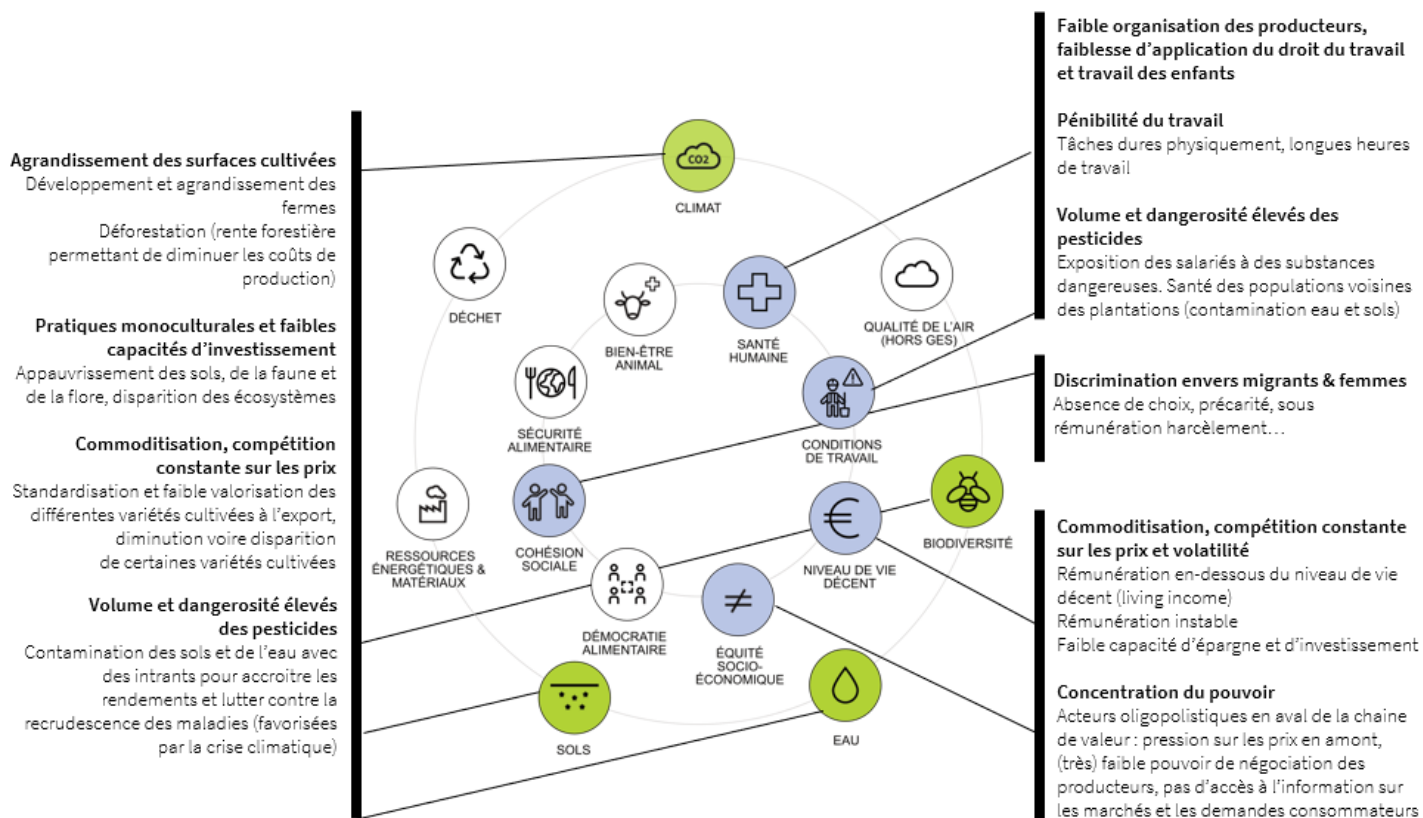 Agrandissement des surfaces cultivées
Développement et agrandissement des
fermes
Déforestation (rente forestière
permettant de diminuer les coûts de
production)
Pratiques monoculturales et faibles
capacités d'investissement
Appauvrissement des sols, de la faune et
de la flore, disparition des écosystèmes
Commoditisation, compétition
constante sur les prix
Standardisation et faible valorisation des
différentes variétés cultivées à l'export,
diminution voire disparition
de certaines variétés cultivées
Volume et dangerosité élevés
des pesticides
Contamination des sols et de l'eau avec
des intrants pour accroitre les
rendements et lutter contre la
recrudescence des maladies (favorisées
par la crise climatique)
CO2
CLIMAT
DÉCHET
BIEN-ÊTRE
ANIMAL
SANTÉ
HUMAINE
QUALITÉ DE L'AIR
(HORS GES)
SÉCURITÉ
ALIMENTAIRE
CONDITIONS
DE TRAVAIL
RESSOURCES
ÉNERGÉTIQUES &
MATÉRIAUX
COHÉSION
SOCIALE
NIVEAU DE VIE
DÉCENT
BIODIVERSITÉ
DÉMOCRATIE
ALIMENTAIRE
ÉQUITÉ
SOCIO-
ÉCONOMIQUE
SOLS
EAU
Faible organisation des producteurs,
faiblesse d'application du droit du travail
et travail des enfants
Pénibilité du travail
Tâches dures physiquement, longues heures
de travail
Volume et dangerosité élevés des
pesticides
Exposition des salariés à des substances
dangereuses. Santé des populations voisines
des plantations (contamination eau et sols)
Discrimination envers migrants & femmes
Absence de choix, précarité, sous
rémunération harcèlement…
Commoditisation, compétition constante
sur les prix et volatilité
Rémunération en-dessous du niveau de vie
décent (living income)
Rémunération instable
Faible capacité d'épargne et d'investissement
Concentration du pouvoir
Acteurs oligopolistiques en aval de la chaine
de valeur : pression sur les prix en amont,
(très) faible pouvoir de négociation des
producteurs, pas d'accès à l'information sur
les marchés et les demandes consommateurs